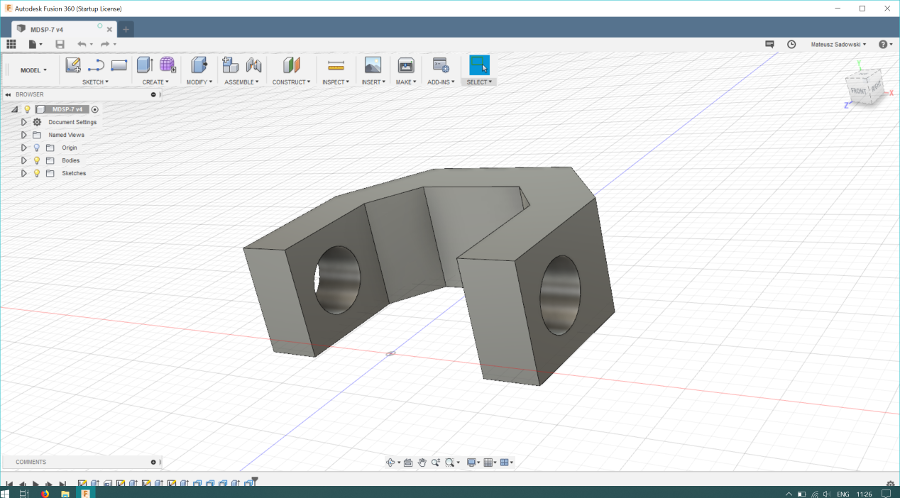 Autodesk Fusion 360 (Startup License)
MDSP-7 v4
Mateusz Sadowski
MODEL
SKETCH
CREATE
MODIFY
ASSEMBLE
CONSTRUCT
INSPECT
INSERT
MAKE
ADD-INS
SELECT
BROWSER
MDSP-7 v4
Document Settings
Named Views
Origin
Bodies
Sketches
FRONT
X
Z
COMMENTS
ENG
11:26